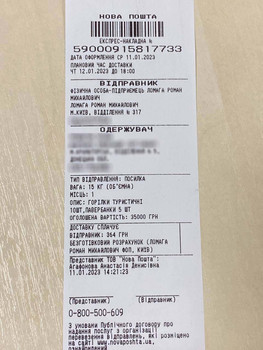 НОВА ПОШТА
ЕКСПРЕС-НАКЛАДНА №
59000915817733
ДАТА ОФОРМЛЕННЯ СР 11.01.2023
ПЛАНОВИЙ ЧАС ДОСТАВКИ
ЧТ 12.01.2023 ДО 18:00
ВІДПРАВНИК
ФІЗИЧНА ОСОБА-ПІДПРИЄМЕЦЬ ЛОМАГА РОМАН
МИХАЙЛОВИЧ
ЛОМАГА РОМАН МИХАЙЛОВИЧ
М.КИЇВ, ВІДДІЛЕННЯ № 317
ОДЕРЖУВАЧ
ТИП ВІДПРАВЛЕННЯ: ПОСИЛКА
ВАГА: 15 КГ (ОБ'ЄМНА)
МІСЦЬ: 1
ОПИС: ГОРІЛКИ ТУРИСТИЧНІ
10ШТ,ПАВЕРБАНКИ 5 ШТ
ОГОЛОШЕНА ВАРТІСТЬ: 35000 ГРН
ДОСТАВКУ СПЛАЧУЄ
ВІДПРАВНИК: 364 ГРН
БЕЗГОТІВКОВИЙ РОЗРАХУНОК (ЛОМАГА
РОМАН МИХАЙЛОВИЧ ФОП, КИЇВ)
Представник ТОВ "Нова Пошта":
Агафонова Анастасія Денисівна
11.01.2023 14:21:23
(Представник) (Відправник)
0-800-500-609
З умовами Публічного договору про
надання послуг з організації
перевезення відправлень, які розміщені
на сайті www.novaposhta.ua,